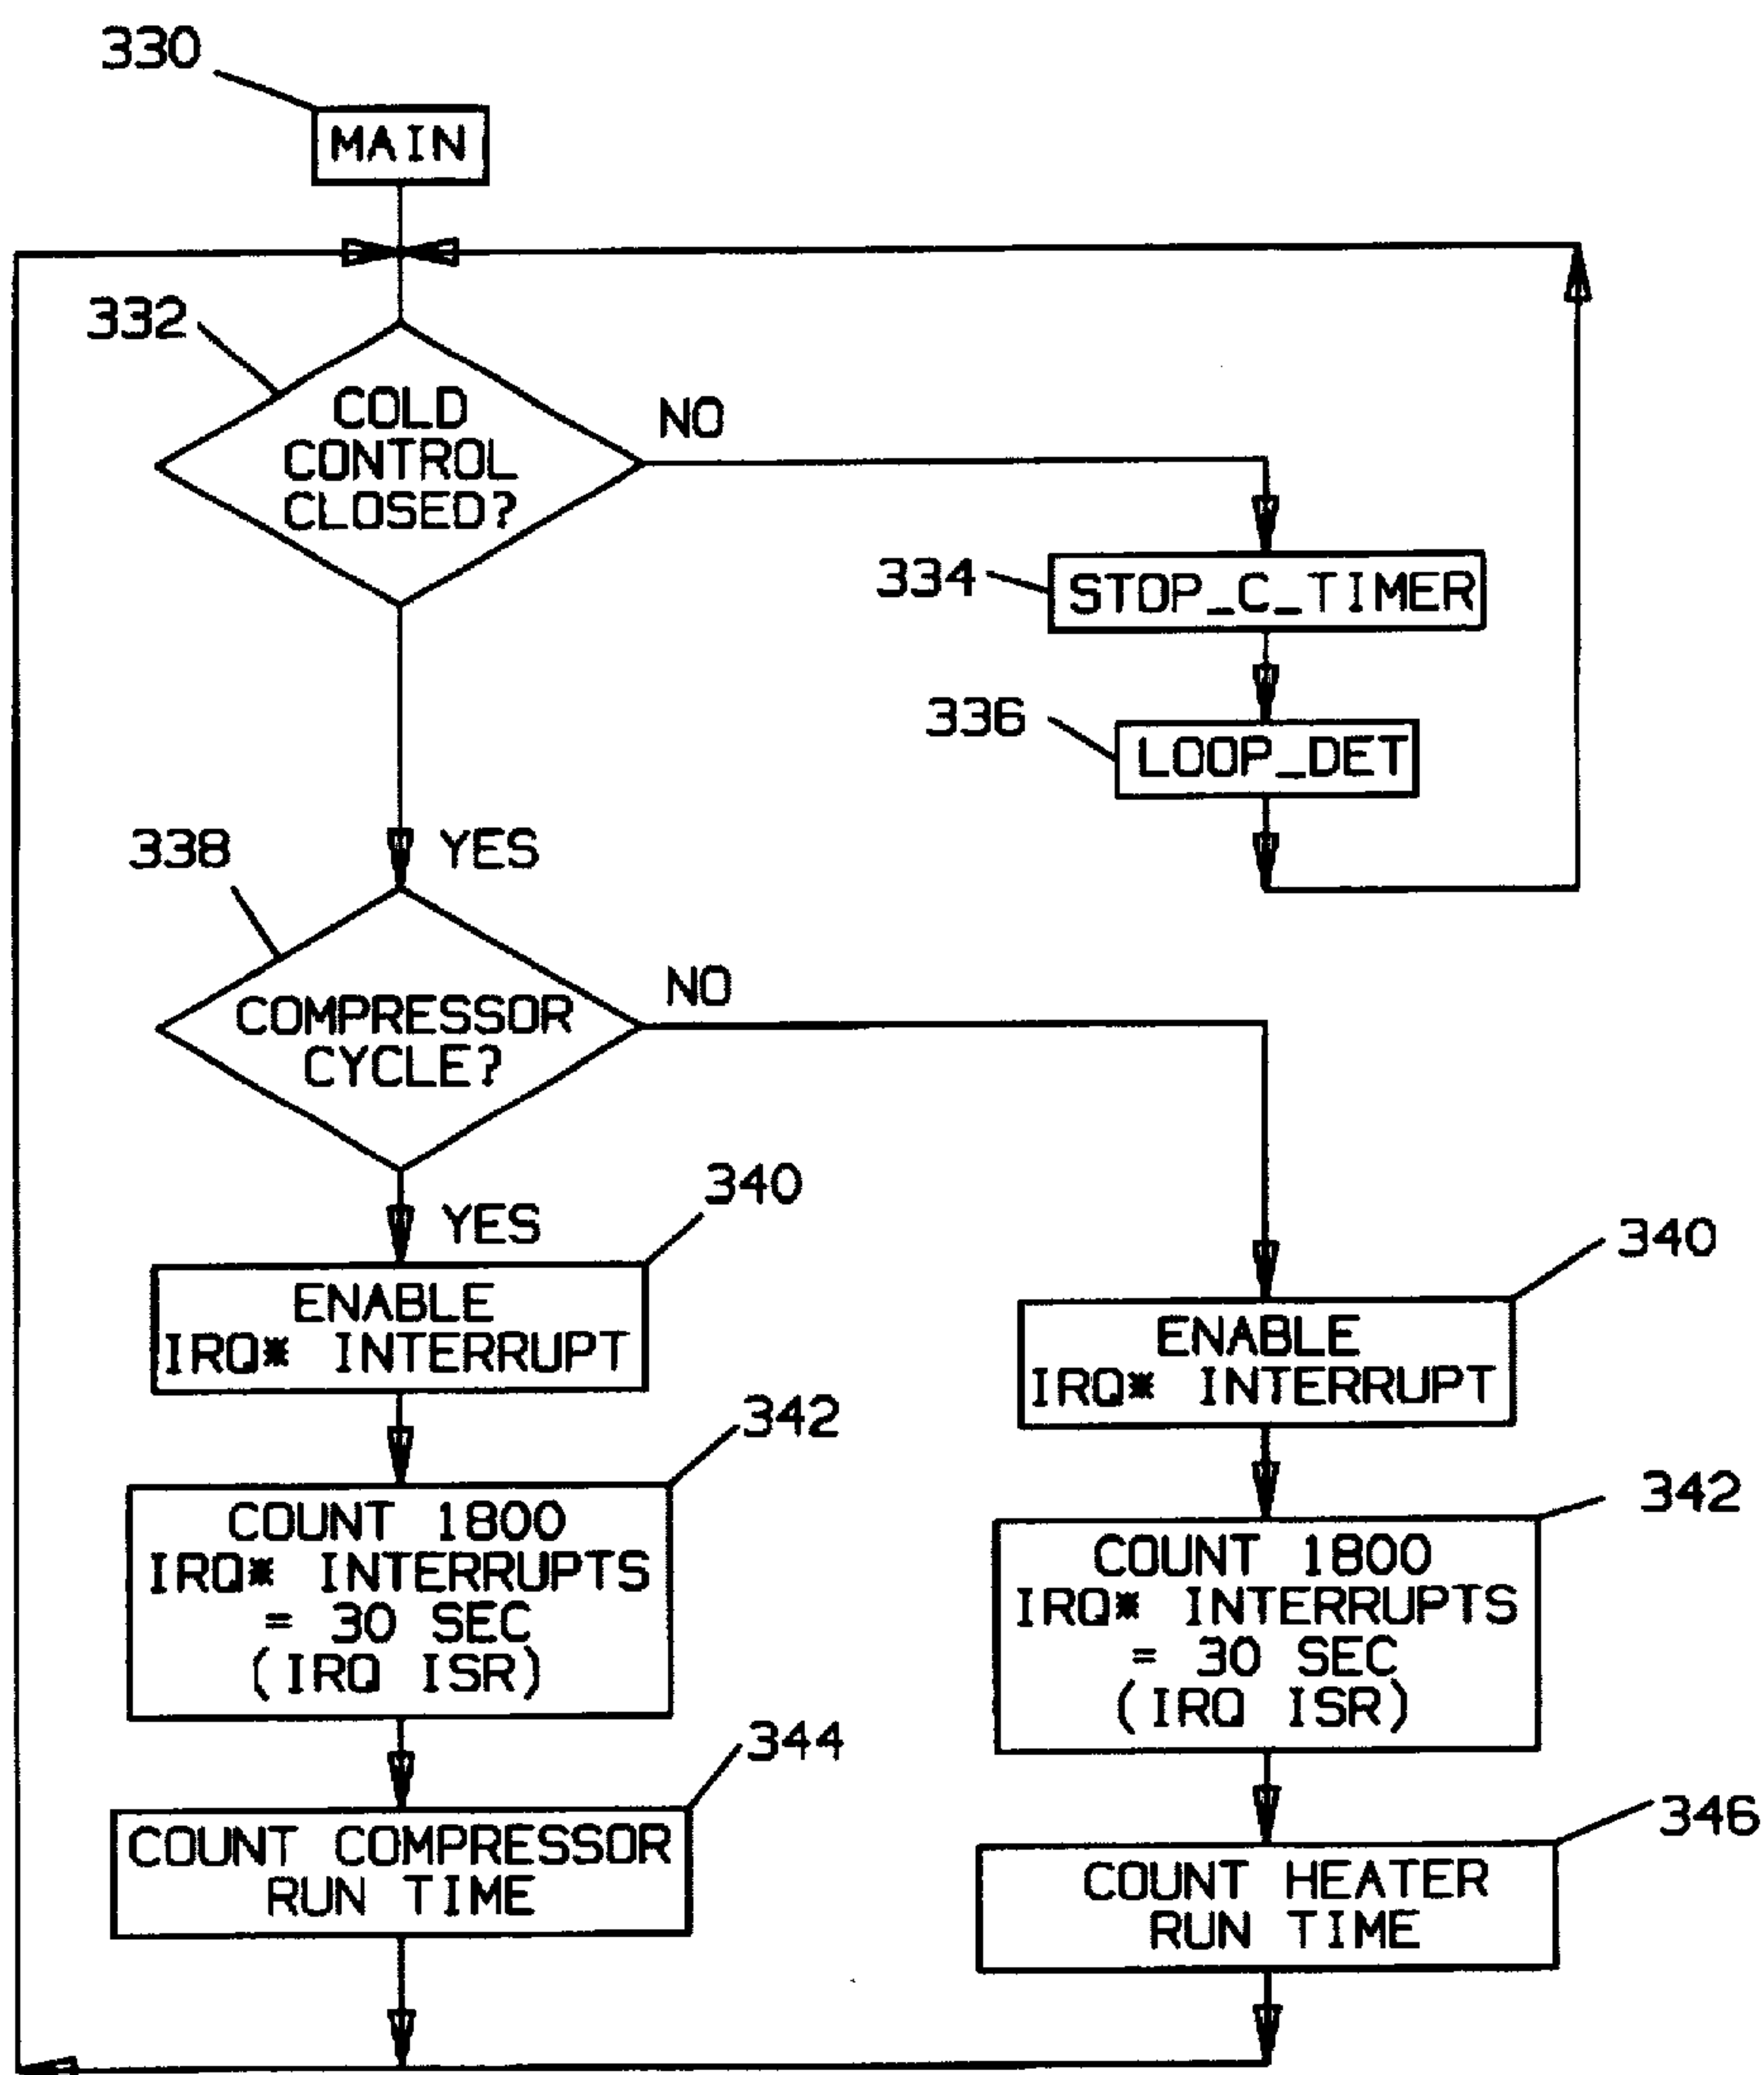 330
MAIN
332
COLD
CONTROL
CLOSED?
NO
334
STOP_C_TIMER
336
LOOP_DET
YES
338
COMPRESSOR
CYCLE?
NO
YES
340
ENABLE
IRQ* INTERRUPT
340
ENABLE
IRQ* INTERRUPT
342
COUNT 1800
IRQ* INTERRUPTS
= 30 SEC
(IRQ ISR)
342
COUNT 1800
IRQ* INTERRUPTS
= 30 SEC
(IRQ ISR)
344
COUNT COMPRESSOR
RUN TIME
346
COUNT HEATER
RUN TIME